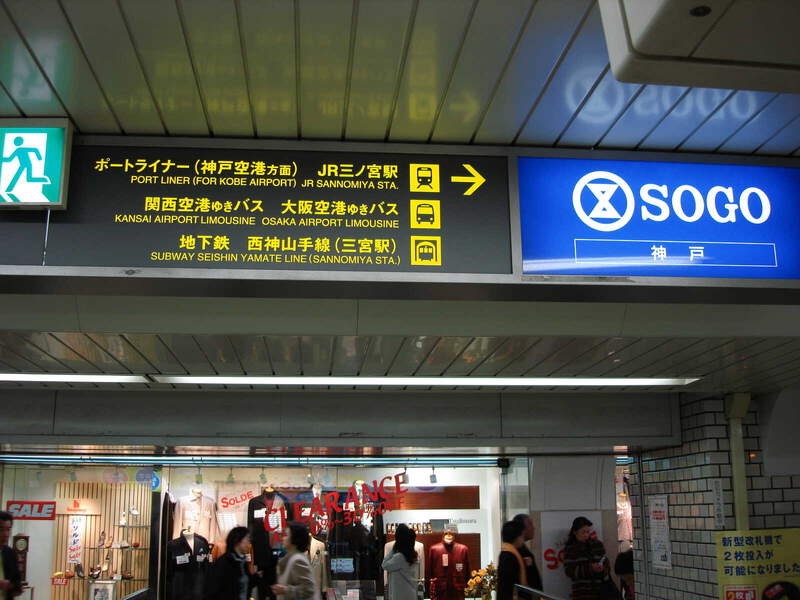 ポートライナー（神戸空港方面） JR三ノ宮駅
PORT LINER (FOR KOBE AIRPORT) JR SANNOMIYA STA.
関西空港ゆきバス 大阪空港ゆきバス
KANSAI AIRPORT LIMOUSINE OSAKA AIRPORT LIMOUSINE
地下鉄 西神山手線（三宮駅）
SUBWAY SEISHIN YAMATE LINE (SANNOMIYA STA.)
SOGO
神戸
SALE
SOLDE
CLEARANCE
新型改札機で
2枚投入が
可能になりました